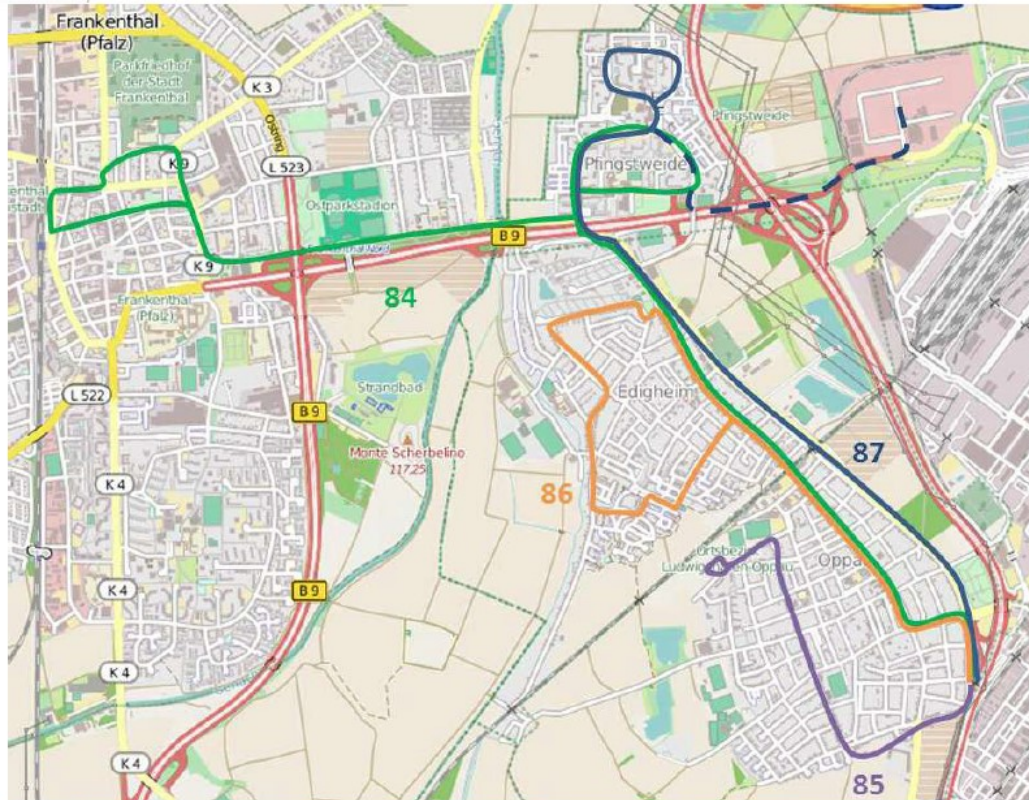 Frankenthal
(Pfalz)
Parkfriedhof
der Stadt
Frankenthal
K 3
Ostring
Pfingstweide
K 9
L 523
Pfingstweide
Ostparkstadion
B 9
K 9
84
Frankenthal
(Pfalz)
Strandbad
Edigheim
L 522
B 9
Monte Scherbelino
117.25
87
K 4
86
Oppau
B 9
K 4
K 4
K 4
85